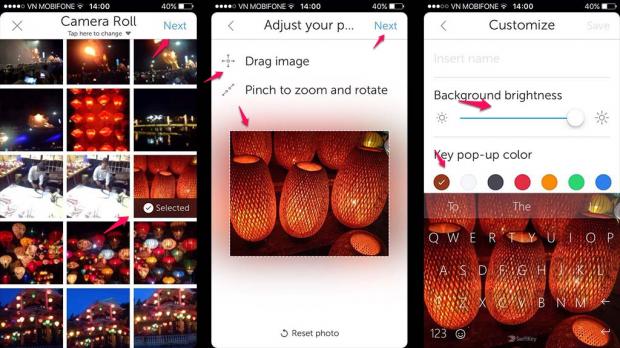 VN MOBIFONE 14:00 40%
Camera Roll
Next
Tap here to change
Selected
VN MOBIFONE 14:00 40%
Adjust your p...
Next
Drag image
Pinch to zoom and rotate
Reset photo
VN MOBIFONE 14:00 40%
Customize
Save
Insert name
Background brightness
Key pop-up color
To The
Q W E R T Y U I O P
A S D F G H J K L
Z X C V B N M
123
SwiftKey